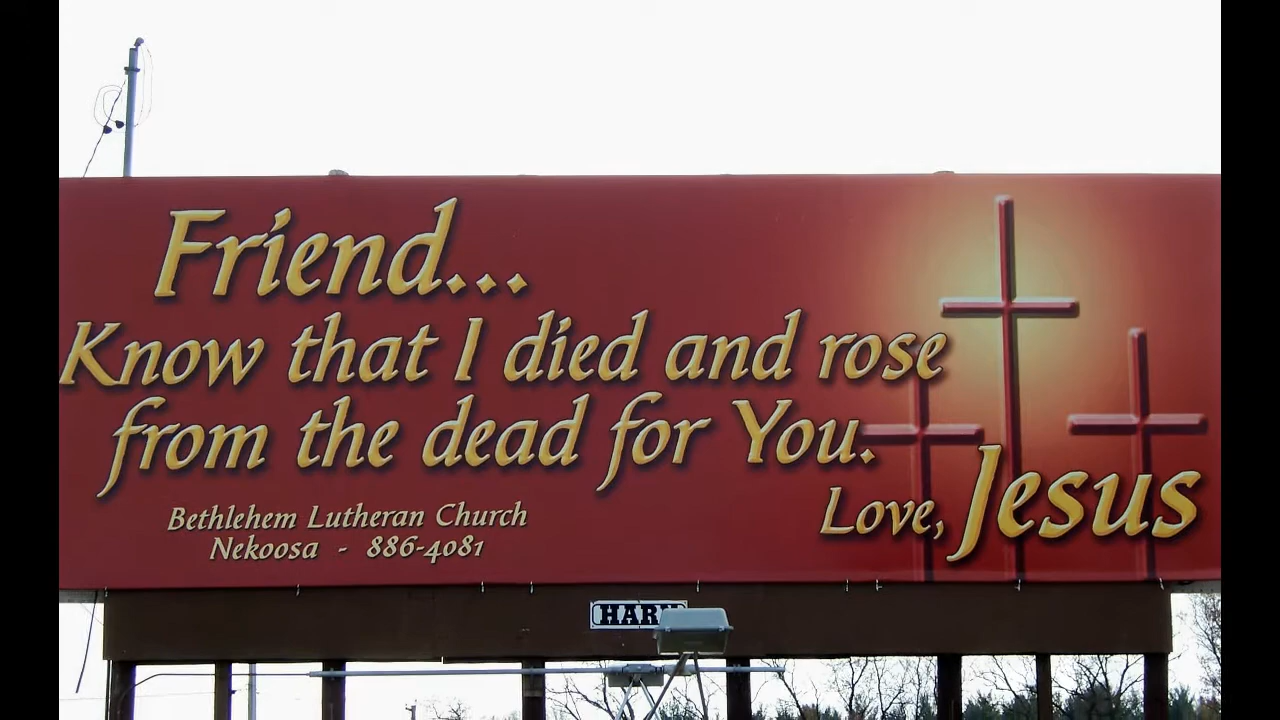 Friend...
Know that I died and rose
from the dead for You.
Love, Jesus
Bethlehem Lutheran Church
Nekoosa - 886-4081